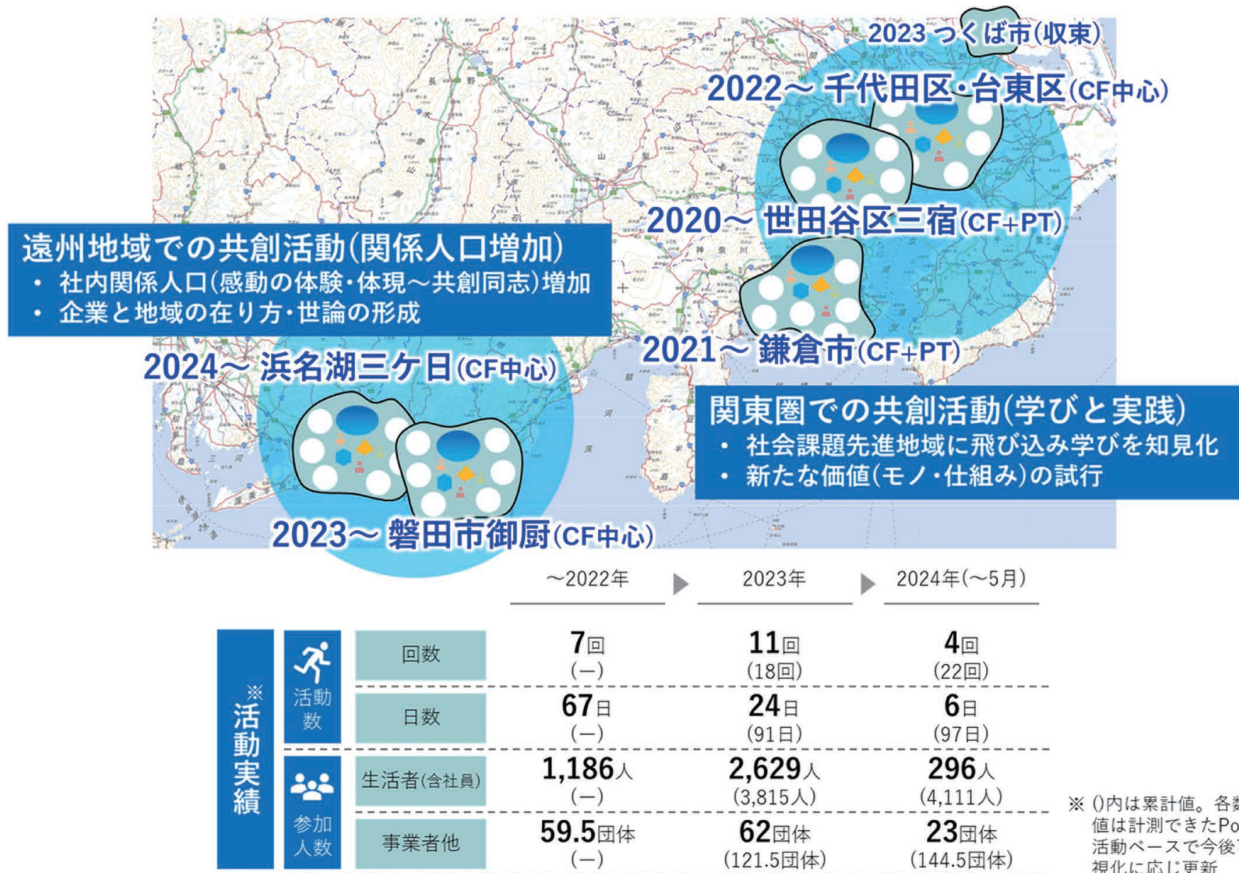 2023 つくば市(収束)
2022～ 千代田区・台東区(CF中心)
2020～ 世田谷区三宿(CF+PT)
遠州地域での共創活動(関係人口増加)
• 社内関係人口(感動の体験・体現～共創同志)増加
• 企業と地域の在り方・世論の形成
2021～ 鎌倉市(CF+PT)
2024～ 浜名湖三ケ日(CF中心)
関東圏での共創活動(学びと実践)
• 社会課題先進地域に飛び込み学びを知見化
• 新たな価値(モノ・仕組み)の試行
2023～ 磐田市御厨(CF中心)
～2022年 2023年 2024年(～5月)
※活動実績
活動数
回数 7回 11回 4回
(－) (18回) (22回)
日数 67日 24日 6日
(－) (91日) (97日)
参加人数
生活者(含社員) 1,186人 2,629人 296人
(－) (3,815人) (4,111人)
事業者他 59.5団体 62団体 23団体
(－) (121.5団体) (144.5団体)
※ ()内は累計値。各数
値は計測できたPo
活動ベースで今後
視化に応じ更新